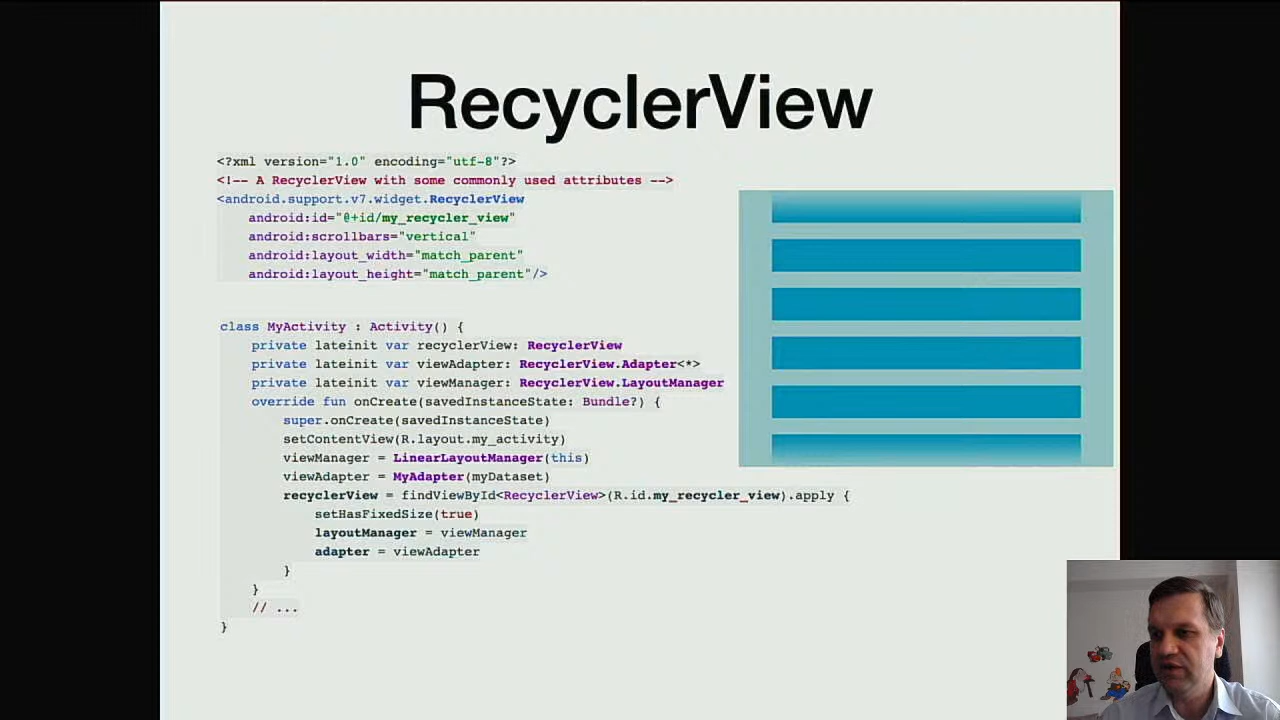 RecyclerView
<?xml version="1.0" encoding="utf-8"?>
<!-- A RecyclerView with some commonly used attributes -->
<android.support.v7.widget.RecyclerView
android:id="@+id/my_recycler_view"
android:scrollbars="vertical"
android:layout_width="match_parent"
android:layout_height="match_parent"/>
class MyActivity : Activity() {
private lateinit var recyclerView: RecyclerView
private lateinit var viewAdapter: RecyclerView.Adapter<*>
private lateinit var viewManager: RecyclerView.LayoutManager
override fun onCreate(savedInstanceState: Bundle?) {
super.onCreate(savedInstanceState)
setContentView(R.layout.my_activity)
viewManager = LinearLayoutManager(this)
viewAdapter = MyAdapter(myDataset)
recyclerView = findViewById<RecyclerView>(R.id.my_recycler_view).apply {
setHasFixedSize(true)
layoutManager = viewManager
adapter = viewAdapter
}
}
// ...
}